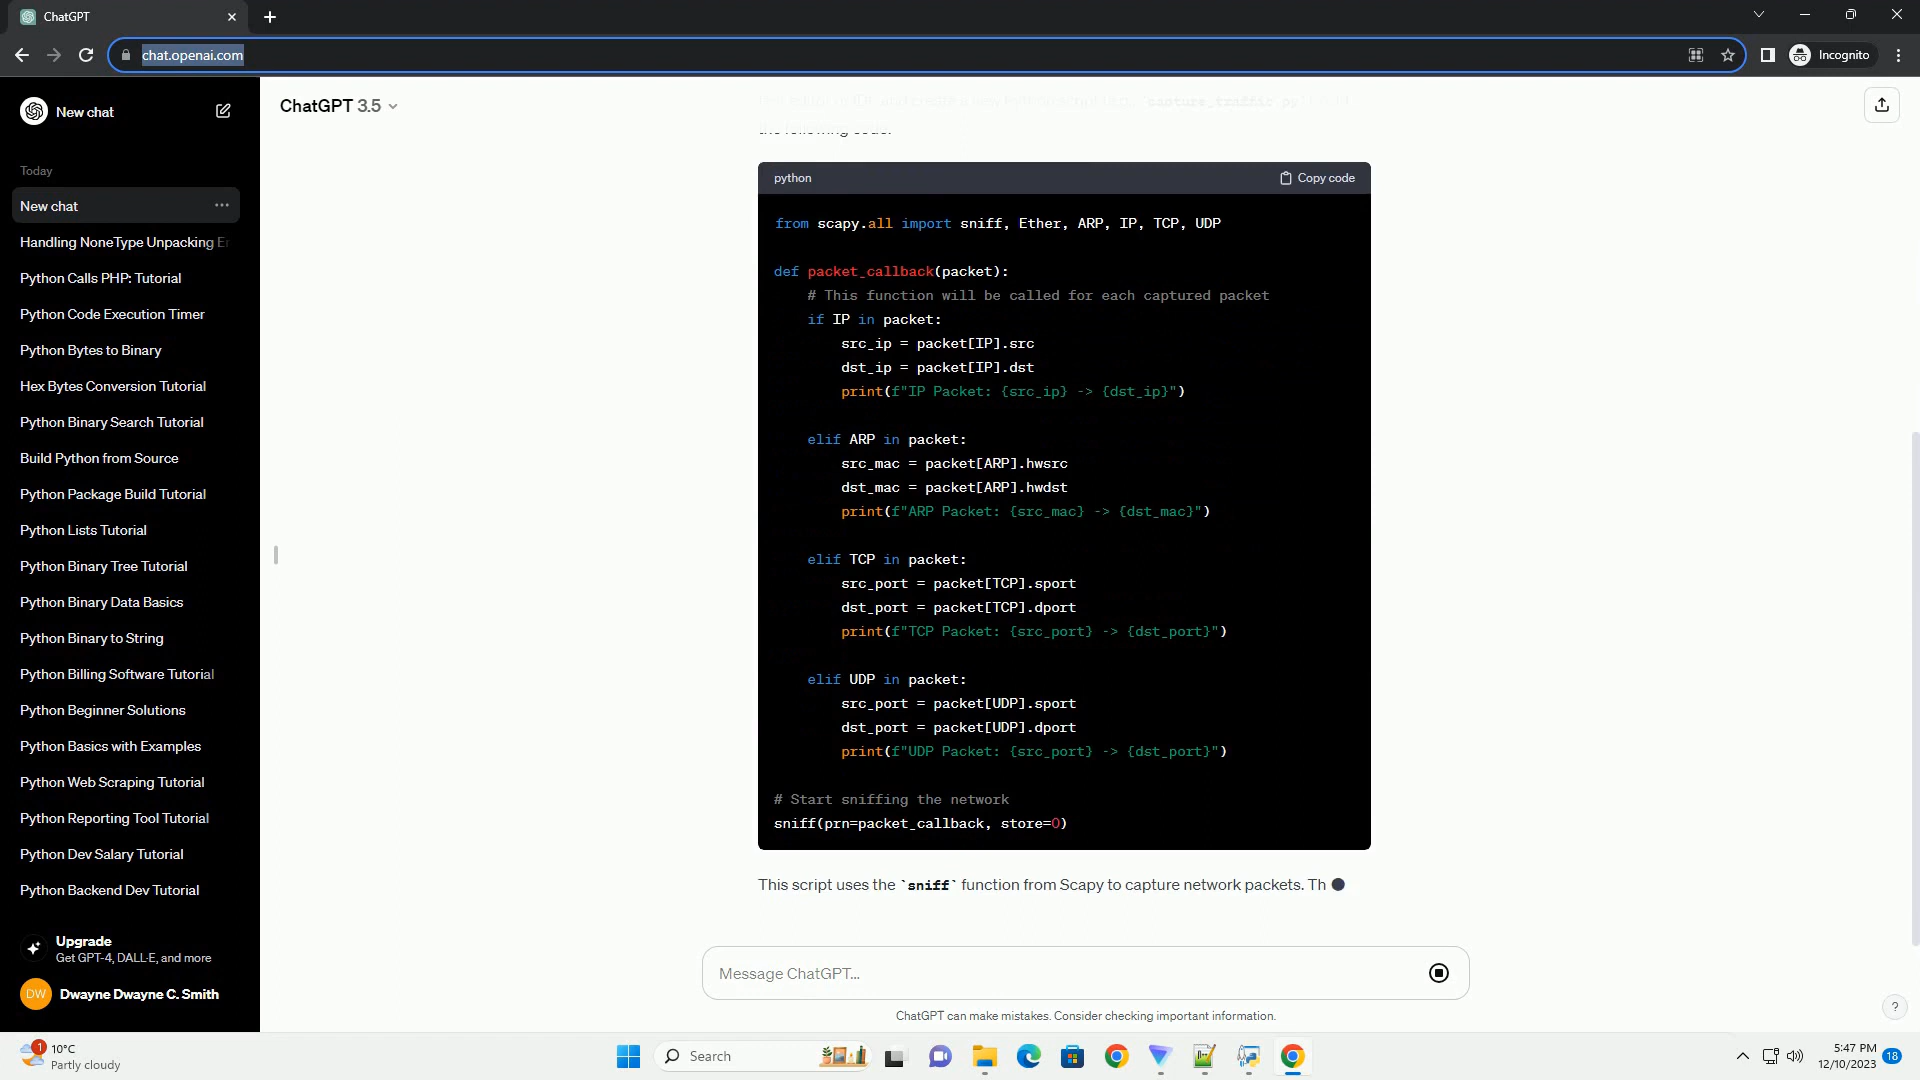 ChatGPT
chat.openai.com
Incognito
New chat
ChatGPT 3.5
Today
New chat
Handling NoneType Unpacking Er
Python Calls PHP: Tutorial
Python Code Execution Timer
Python Bytes to Binary
Hex Bytes Conversion Tutorial
Python Binary Search Tutorial
Build Python from Source
Python Package Build Tutorial
Python Lists Tutorial
Python Binary Tree Tutorial
Python Binary Data Basics
Python Binary to String
Python Billing Software Tutorial
Python Beginner Solutions
Python Basics with Examples
Python Web Scraping Tutorial
Python Reporting Tool Tutorial
Python Dev Salary Tutorial
Python Backend Dev Tutorial
Upgrade
Get GPT-4, DALL·E, and more
DW Dwayne Dwayne C. Smith
the following code:
python Copy code
from scapy.all import sniff, Ether, ARP, IP, TCP, UDP
def packet_callback(packet):
# This function will be called for each captured packet
if IP in packet:
src_ip = packet[IP].src
dst_ip = packet[IP].dst
print(f"IP Packet: {src_ip} -> {dst_ip}")
elif ARP in packet:
src_mac = packet[ARP].hwsrc
dst_mac = packet[ARP].hwdst
print(f"ARP Packet: {src_mac} -> {dst_mac}")
elif TCP in packet:
src_port = packet[TCP].sport
dst_port = packet[TCP].dport
print(f"TCP Packet: {src_port} -> {dst_port}")
elif UDP in packet:
src_port = packet[UDP].sport
dst_port = packet[UDP].dport
print(f"UDP Packet: {src_port} -> {dst_port}")
# Start sniffing the network
sniff(prn=packet_callback, store=0)
This script uses the `sniff` function from Scapy to capture network packets. Th
Message ChatGPT...
ChatGPT can make mistakes. Consider checking important information.
?
1
10°C
Partly cloudy
Search
5:47 PM
12/10/2023
18